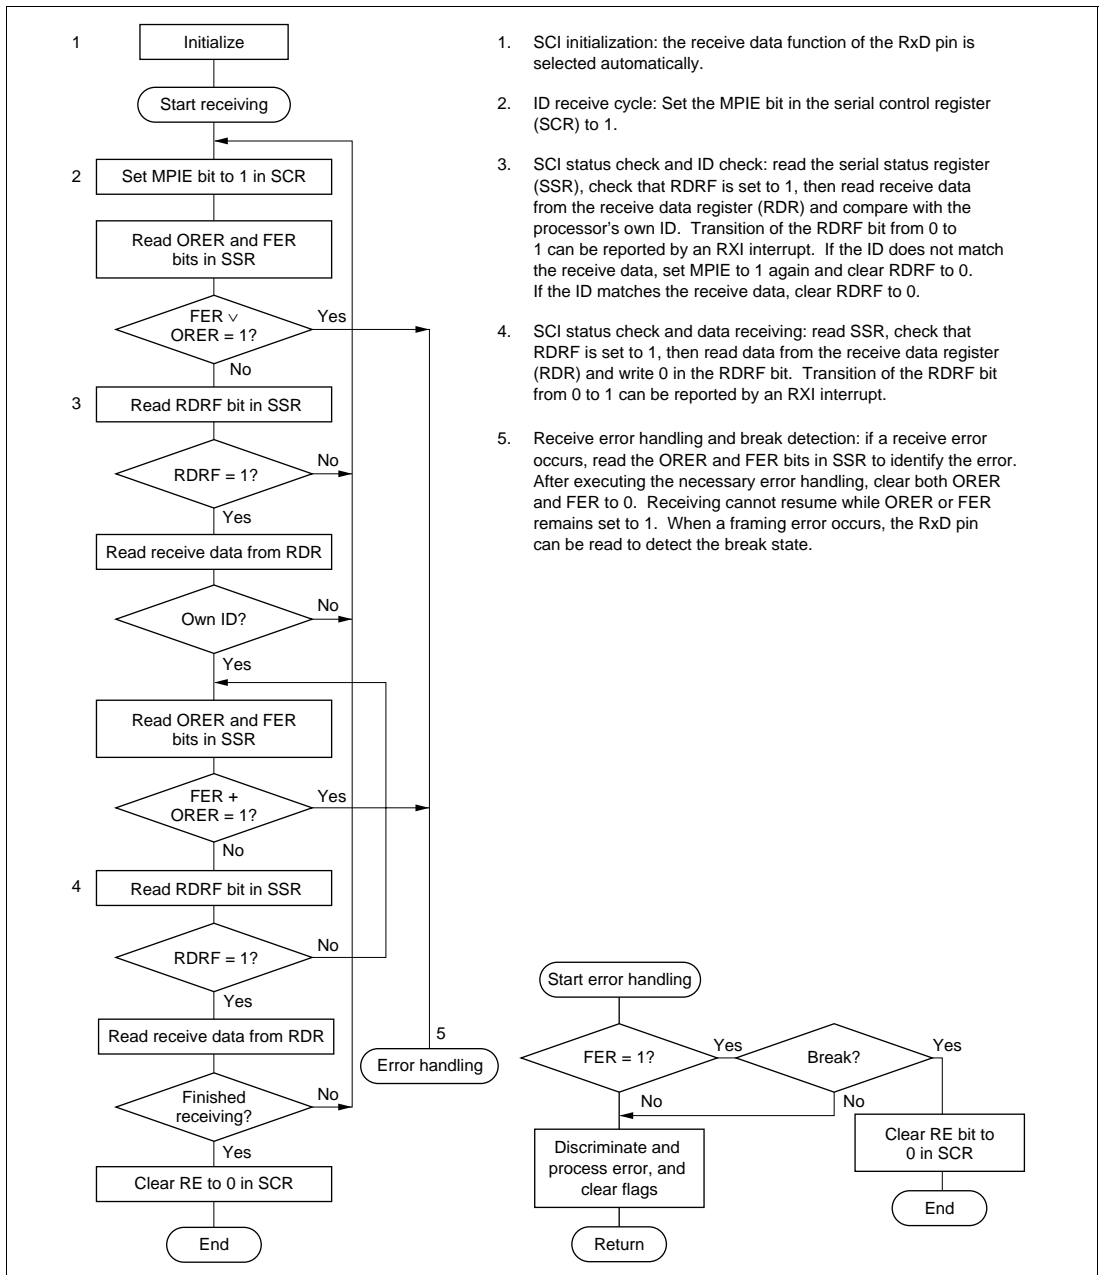 1
Initialize
Start receiving
2
Set MPIE bit to 1 in SCR
Read ORER and FER
bits in SSR
FER ∨
ORER = 1?
Yes
No
3
Read RDRF bit in SSR
RDRF = 1?
No
Yes
Read receive data from RDR
Own ID?
No
Yes
Read ORER and FER
bits in SSR
FER +
ORER = 1?
Yes
No
4
Read RDRF bit in SSR
RDRF = 1?
No
Yes
Read receive data from RDR
5
Error handling
Finished
receiving?
No
Yes
Clear RE to 0 in SCR
End
1. SCI initialization: the receive data function of the RxD pin is
selected automatically.
2. ID receive cycle: Set the MPIE bit in the serial control register
(SCR) to 1.
3. SCI status check and ID check: read the serial status register
(SSR), check that RDRF is set to 1, then read receive data
from the receive data register (RDR) and compare with the
processor's own ID. Transition of the RDRF bit from 0 to
1 can be reported by an RXI interrupt. If the ID does not match
the receive data, set MPIE to 1 again and clear RDRF to 0.
If the ID matches the receive data, clear RDRF to 0.
4. SCI status check and data receiving: read SSR, check that
RDRF is set to 1, then read data from the receive data register
(RDR) and write 0 in the RDRF bit. Transition of the RDRF bit
from 0 to 1 can be reported by an RXI interrupt.
5. Receive error handling and break detection: if a receive error
occurs, read the ORER and FER bits in SSR to identify the error.
After executing the necessary error handling, clear both ORER
and FER to 0. Receiving cannot resume while ORER or FER
remains set to 1. When a framing error occurs, the RxD pin
can be read to detect the break state.
Start error handling
FER = 1?
Yes
Break?
Yes
No
No
Discriminate and
process error, and
clear flags
Clear RE bit to
0 in SCR
Return
End